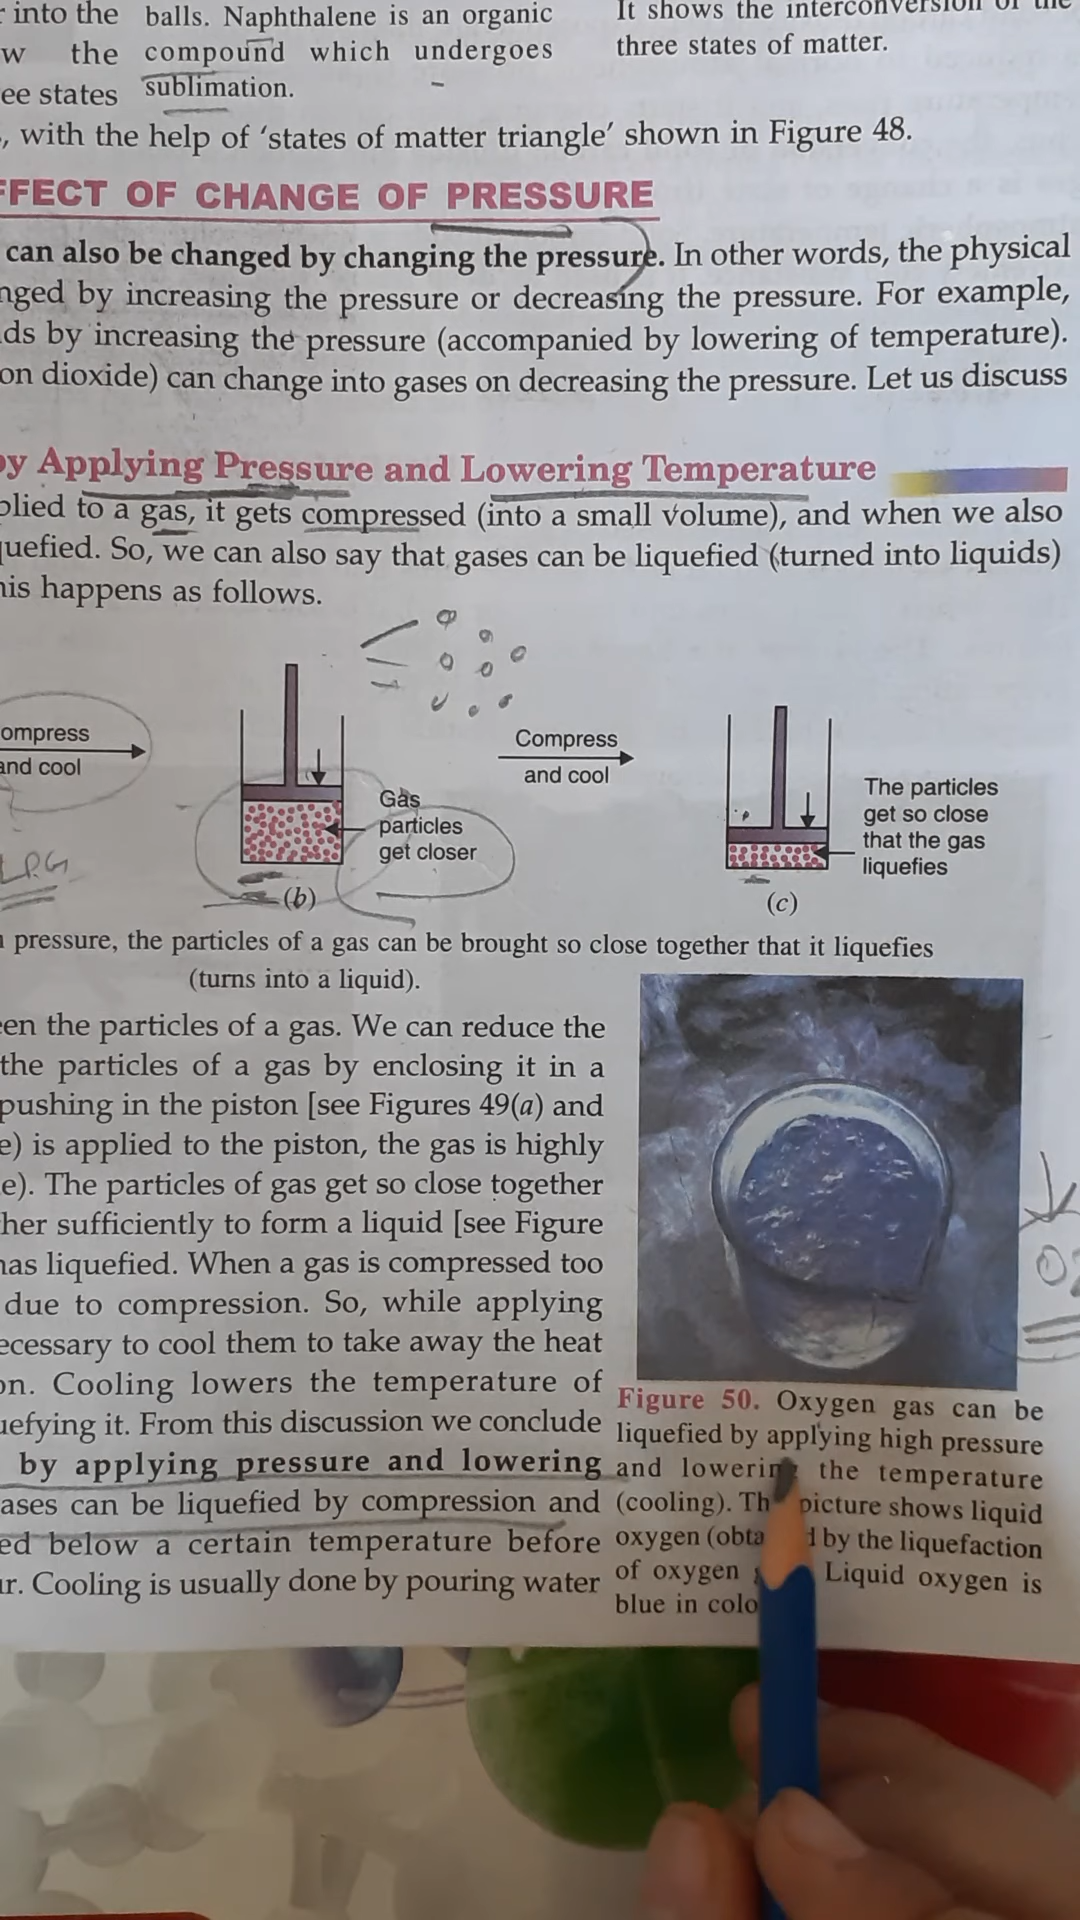 into the
w the
ee states
balls. Naphthalene is an organic
compound which undergoes
sublimation.
It shows the interconversion of the
three states of matter.
, with the help of ‘states of matter triangle’ shown in Figure 48.
FFECT OF CHANGE OF PRESSURE
can also be changed by changing the pressure. In other words, the physical
nged by increasing the pressure or decreasing the pressure. For example,
ds by increasing the pressure (accompanied by lowering of temperature).
on dioxide) can change into gases on decreasing the pressure. Let us discuss
by Applying Pressure and Lowering Temperature
plied to a gas, it gets compressed (into a small volume), and when we also
quefied. So, we can also say that gases can be liquefied (turned into liquids)
his happens as follows.
ompress
and cool
LPG
Gas
particles
get closer
(b)
Compress
and cool
The particles
get so close
that the gas
liquefies
(c)
pressure, the particles of a gas can be brought so close together that it liquefies
(turns into a liquid).
een the particles of a gas. We can reduce the
the particles of a gas by enclosing it in a
pushing in the piston [see Figures 49(a) and
e) is applied to the piston, the gas is highly
e). The particles of gas get so close together
her sufficiently to form a liquid [see Figure
has liquefied. When a gas is compressed too
due to compression. So, while applying
ecessary to cool them to take away the heat
on. Cooling lowers the temperature of
uefying it. From this discussion we conclude
by applying pressure and lowering
ases can be liquefied by compression and
ed below a certain temperature before
ur. Cooling is usually done by pouring water
Figure 50. Oxygen gas can be
liquefied by applying high pressure
and lowering the temperature
(cooling). Th picture shows liquid
oxygen (obta d by the liquefaction
of oxygen Liquid oxygen is
blue in colo